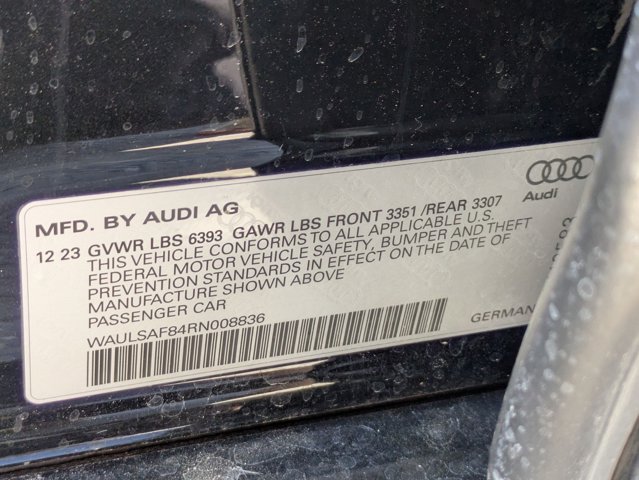 MFD. BY AUDI AG
12 23 GVWR LBS 6393 GAWR LBS FRONT 3351 /REAR 3307
THIS VEHICLE CONFORMS TO ALL APPLICABLE U.S.
FEDERAL MOTOR VEHICLE SAFETY, BUMPER AND THEFT
PREVENTION STANDARDS IN EFFECT ON THE DATE OF
MANUFACTURE SHOWN ABOVE
PASSENGER CAR
WAULSAF84RN008836
Audi
GERMAN